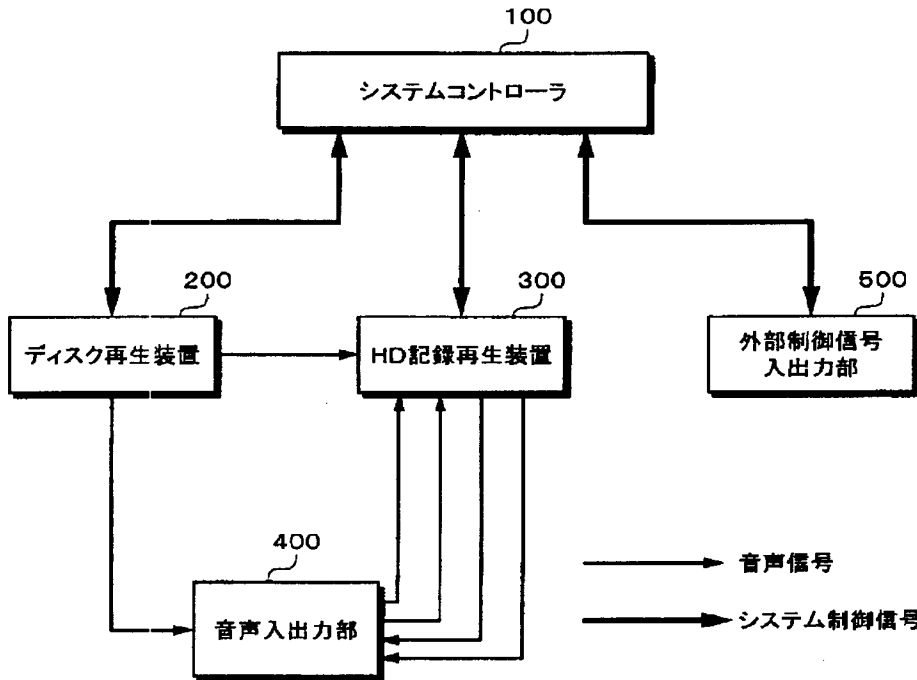 100
システムコントローラ
200
ディスク再生装置
300
HD記録再生装置
500
外部制御信号
入出力部
400
音声入出力部
音声信号
システム制御信号